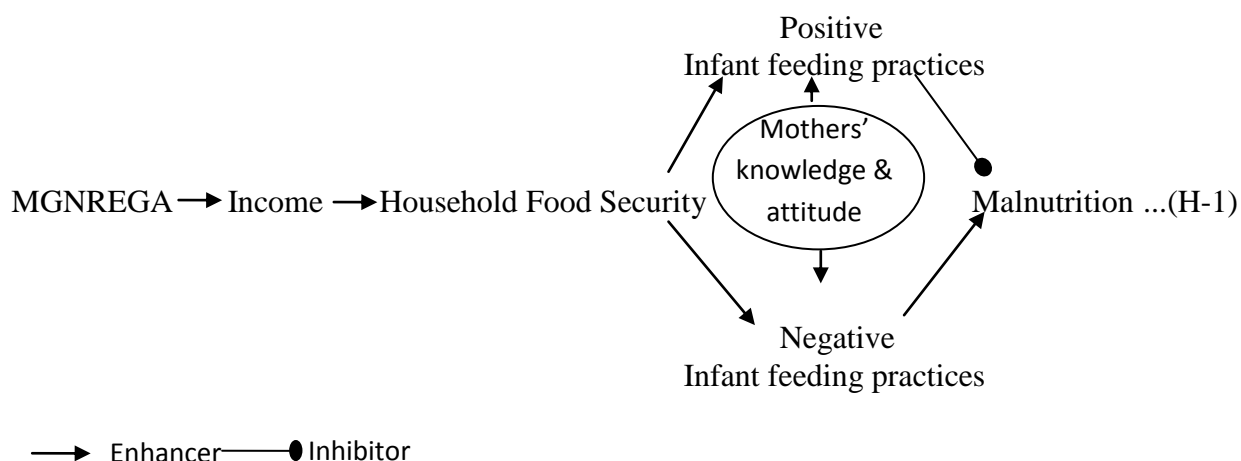 Positive
Infant feeding practices
Mothers’
knowledge &
attitude
MGNREGA Income Household Food Security Malnutrition ...(H-1)
Negative
Infant feeding practices
Enhancer Inhibitor